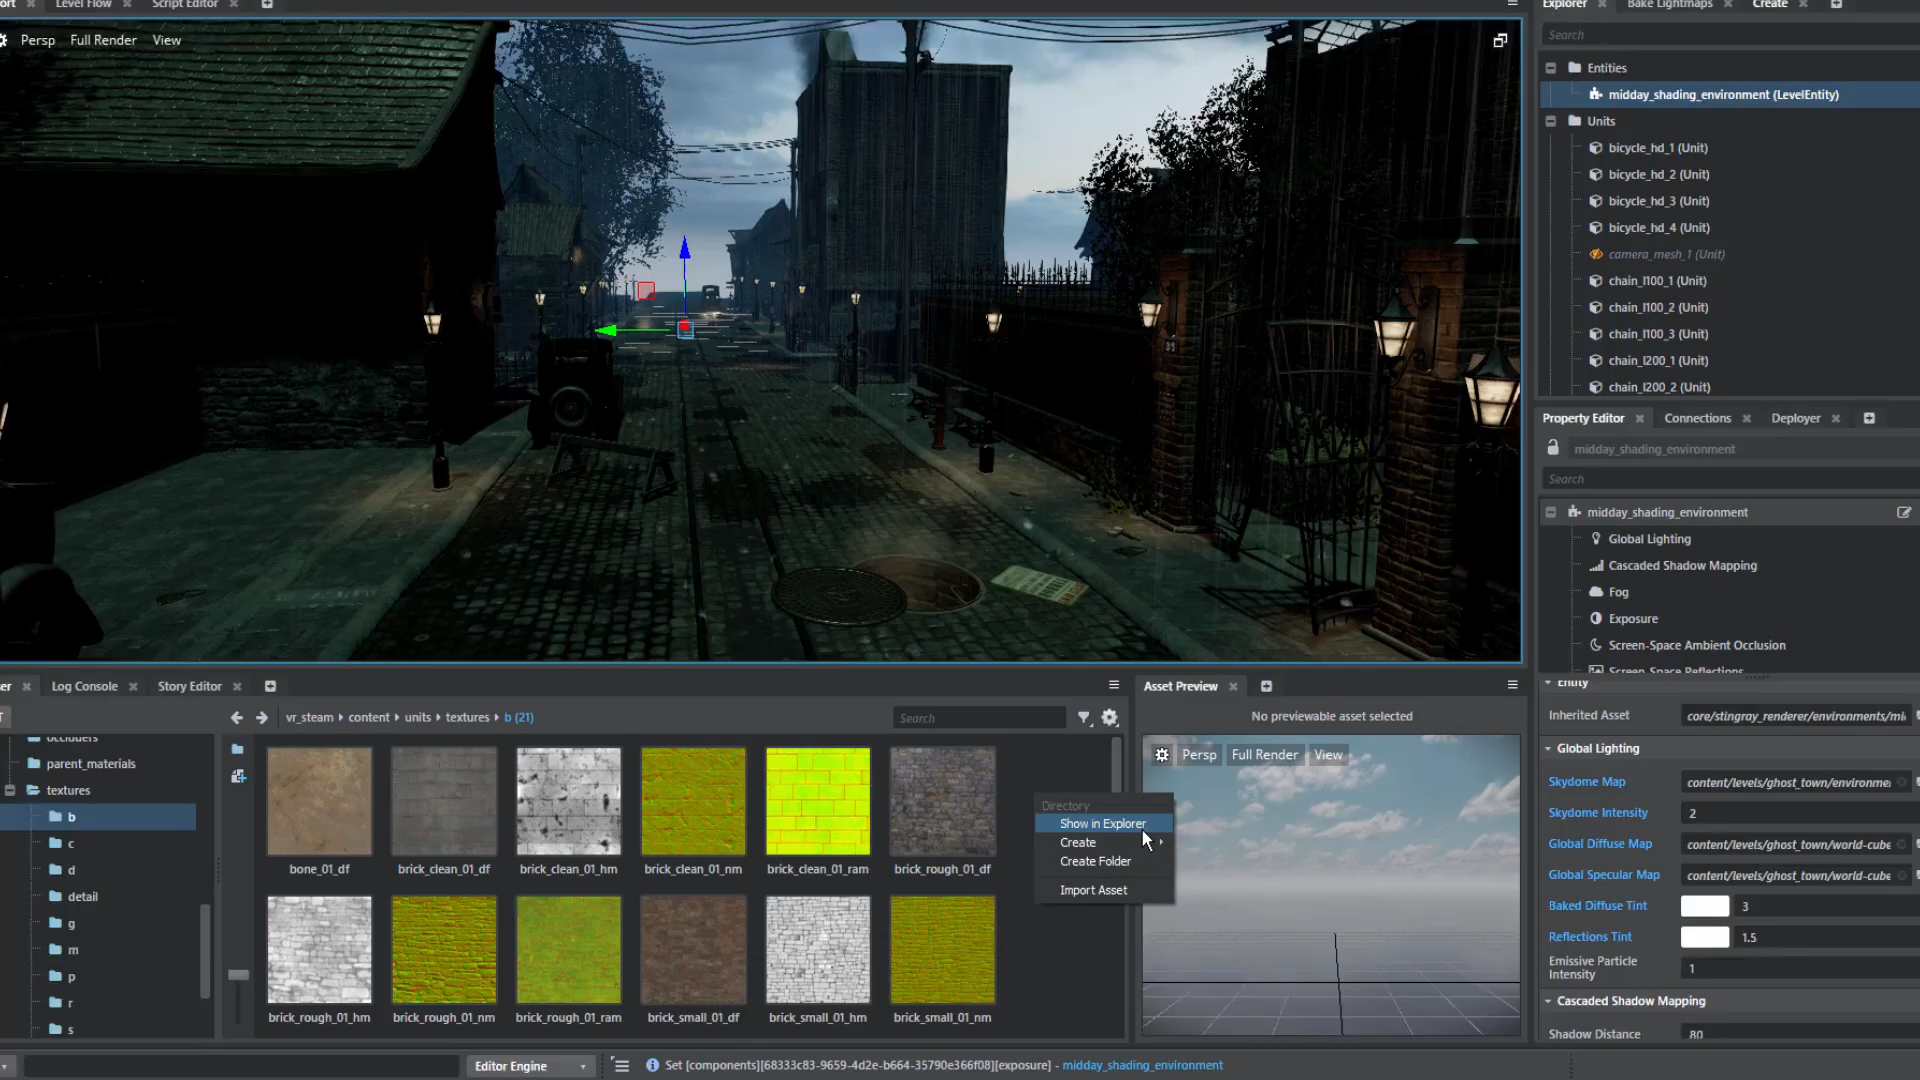 ort
Level Flow
Script Editor
Persp
Full Render
View
35
Explorer
Bake Lightmaps
Create
Search
Entities
midday_shading_environment (LevelEntity)
Units
bicycle_hd_1 (Unit)
bicycle_hd_2 (Unit)
bicycle_hd_3 (Unit)
bicycle_hd_4 (Unit)
camera_mesh_1 (Unit)
chain_l100_1 (Unit)
chain_l100_2 (Unit)
chain_l100_3 (Unit)
chain_l200_1 (Unit)
chain_l200_2 (Unit)
Property Editor
Connections
Deployer
midday_shading_environment
Search
midday_shading_environment
Global Lighting
Cascaded Shadow Mapping
Fog
Exposure
Screen-Space Ambient Occlusion
Screen-Space Reflections
Entity
Inherited Asset
core/stingray_renderer/environments/mi
Global Lighting
Skydome Map
content/levels/ghost_town/environme
Skydome Intensity
2
Global Diffuse Map
content/levels/ghost_town/world-cube
Global Specular Map
content/levels/ghost_town/world-cube
Baked Diffuse Tint
3
Reflections Tint
1.5
Emissive Particle
Intensity
1
Cascaded Shadow Mapping
Shadow Distance
80
er
Log Console
Story Editor
T
vr_steam
content
units
textures
b (21)
Search
occluders
parent_materials
textures
b
c
d
detail
g
m
p
r
s
bone_01_df
brick_clean_01_df
brick_clean_01_hm
brick_clean_01_nm
brick_clean_01_ram
brick_rough_01_df
brick_rough_01_hm
brick_rough_01_nm
brick_rough_01_ram
brick_small_01_df
brick_small_01_hm
brick_small_01_nm
Directory
Show in Explorer
Create
Create Folder
Import Asset
Asset Preview
No previewable asset selected
Persp
Full Render
View
Editor Engine
Set [components][68333c83-9659-4d2e-b664-35790e366f08][exposure] - midday_shading_environment